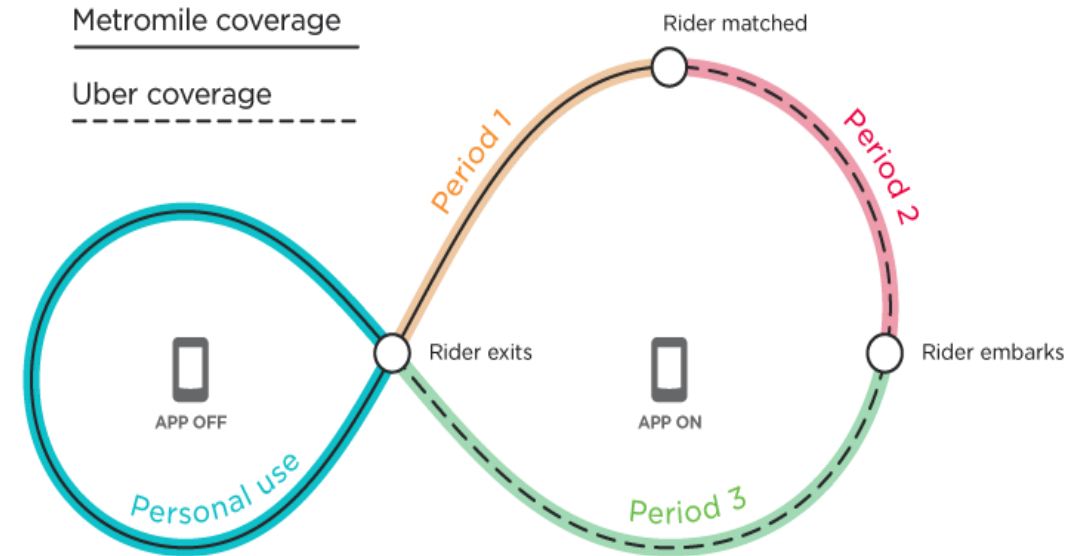 Metromile coverage
Rider matched
Uber coverage
Period 1
Period 2
Rider exits
Rider embarks
APP OFF
APP ON
Personal use
Period 3